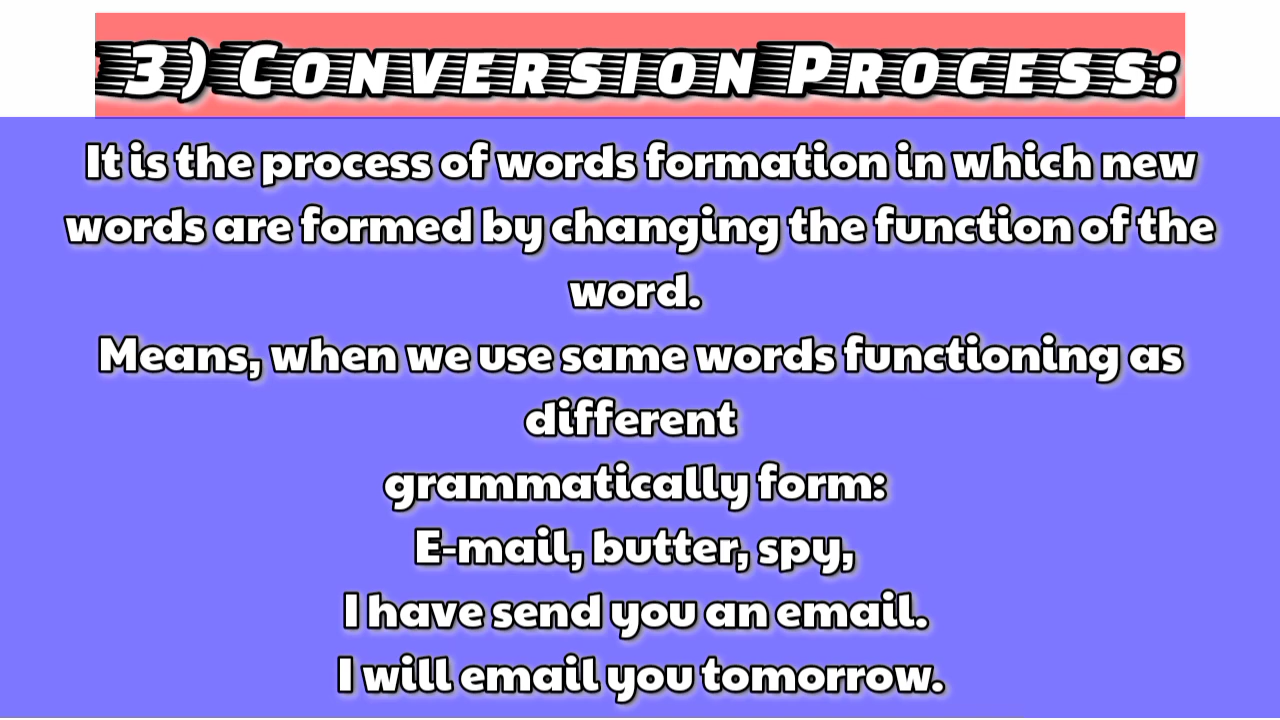 3) Conversion Process:
It is the process of words formation in which new
words are formed by changing the function of the
word.
Means, when we use same words functioning as
different
grammatically form:
E-mail, butter, spy,
I have send you an email.
I will email you tomorrow.